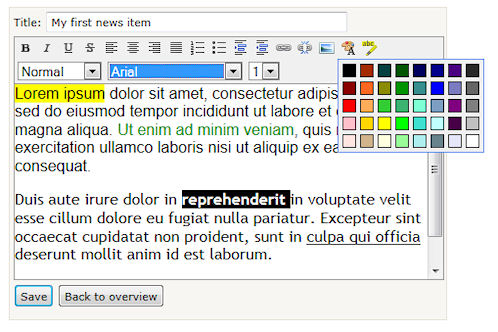 Title: My first news item
B I U S
Normal Arial 1
Lorem ipsum dolor sit amet, consectetur adipis
sed do eiusmod tempor incididunt ut labore et
magna aliqua. Ut enim ad minim veniam, quis
exercitation ullamco laboris nisi ut aliquip ex ea
consequat.
Duis aute irure dolor in reprehenderit in voluptate velit
esse cillum dolore eu fugiat nulla pariatur. Excepteur sint
occaecat cupidatat non proident, sunt in culpa qui officia
deserunt mollit anim id est laborum.
Save Back to overview